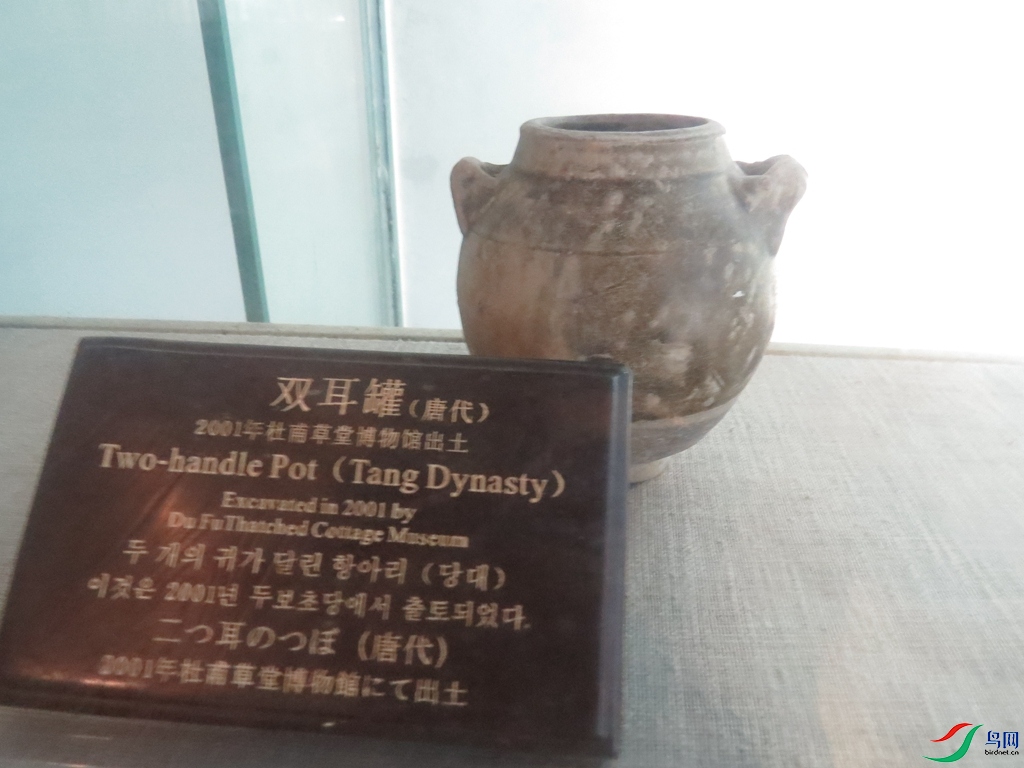 双耳罐（唐代）
2001年杜甫草堂博物馆出土
Two-handle Pot（Tang Dynasty）
Excavated in 2001 by
Du FuThatched Cottage Museum
두 개의 귀가 달린 항아리（당대）
이것은 2001년 두보초당에서 출토되었다.
二つ耳のつぼ（唐代）
2001年杜甫草堂博物館にて出土
鸟网
birdnet.cn